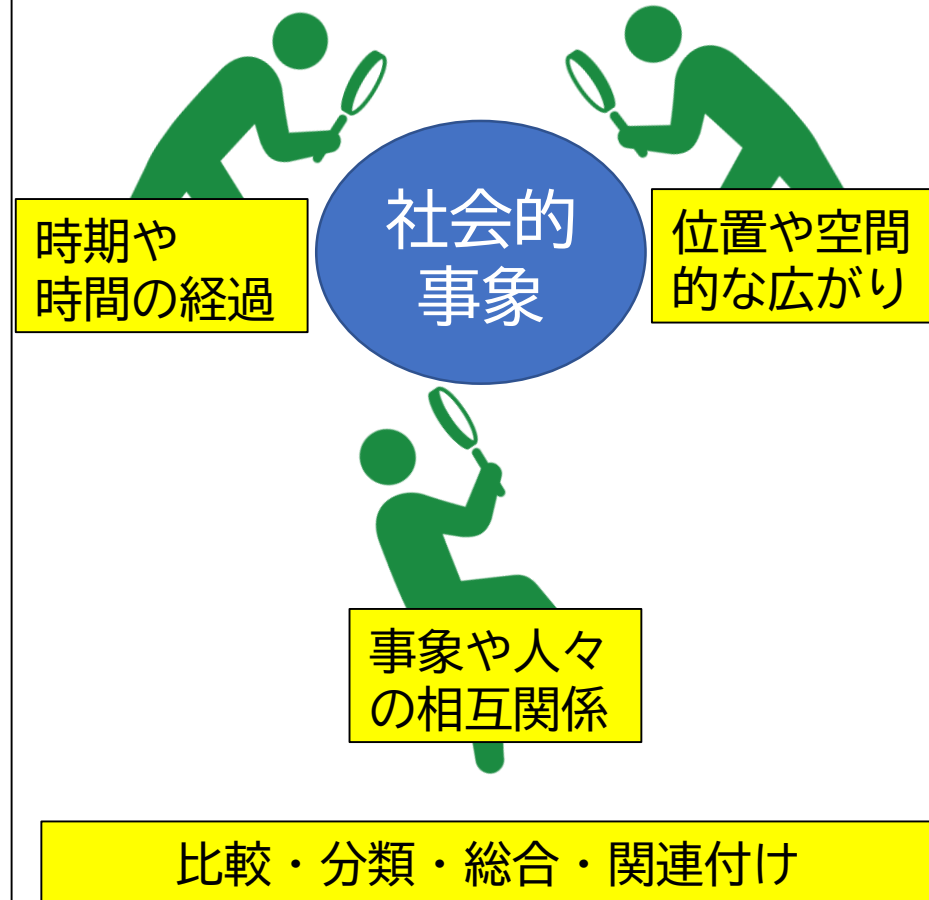 社会的
事象
時期や
時間の経過
位置や空間
的な広がり
事象や人々
の相互関係
比較・分類・総合・関連付け